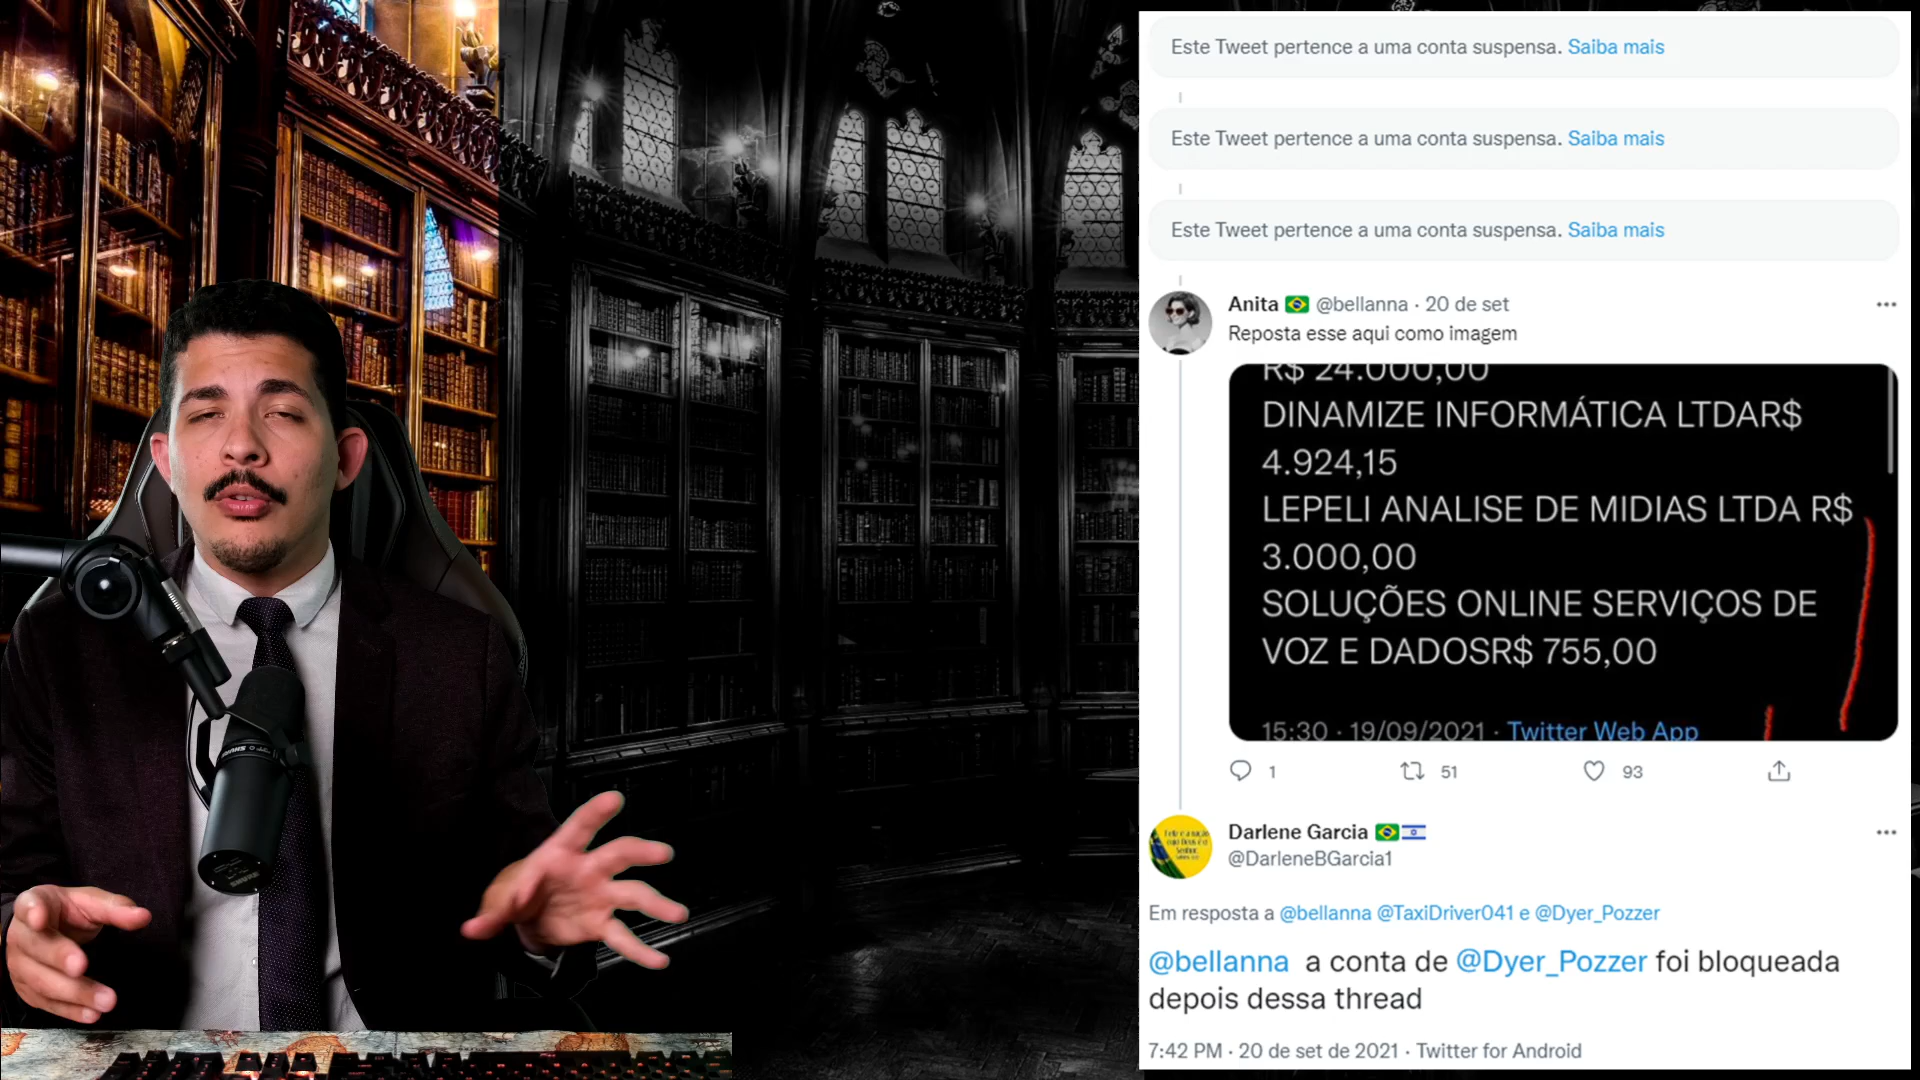 Este Tweet pertence a uma conta suspensa. Saiba mais
Este Tweet pertence a uma conta suspensa. Saiba mais
Este Tweet pertence a uma conta suspensa. Saiba mais
Anita 🇧🇷 @bellanna · 20 de set
Reposta esse aqui como imagem
R$ 24.000,00
DINAMIZE INFORMÁTICA LTDAR$
4.924,15
LEPELI ANALISE DE MIDIAS LTDA R$
3.000,00
SOLUÇÕES ONLINE SERVIÇOS DE
VOZ E DADOSR$ 755,00
15:30 · 19/09/2021 · Twitter Web App
1 51 93
Darlene Garcia 🇧🇷🇮🇱
@DarleneBGarcia1
Em resposta a @bellanna @TaxiDriver041 e @Dyer_Pozzer
@bellanna a conta de @Dyer_Pozzer foi bloqueada
depois dessa thread
7:42 PM · 20 de set de 2021 · Twitter for Android
SHURE